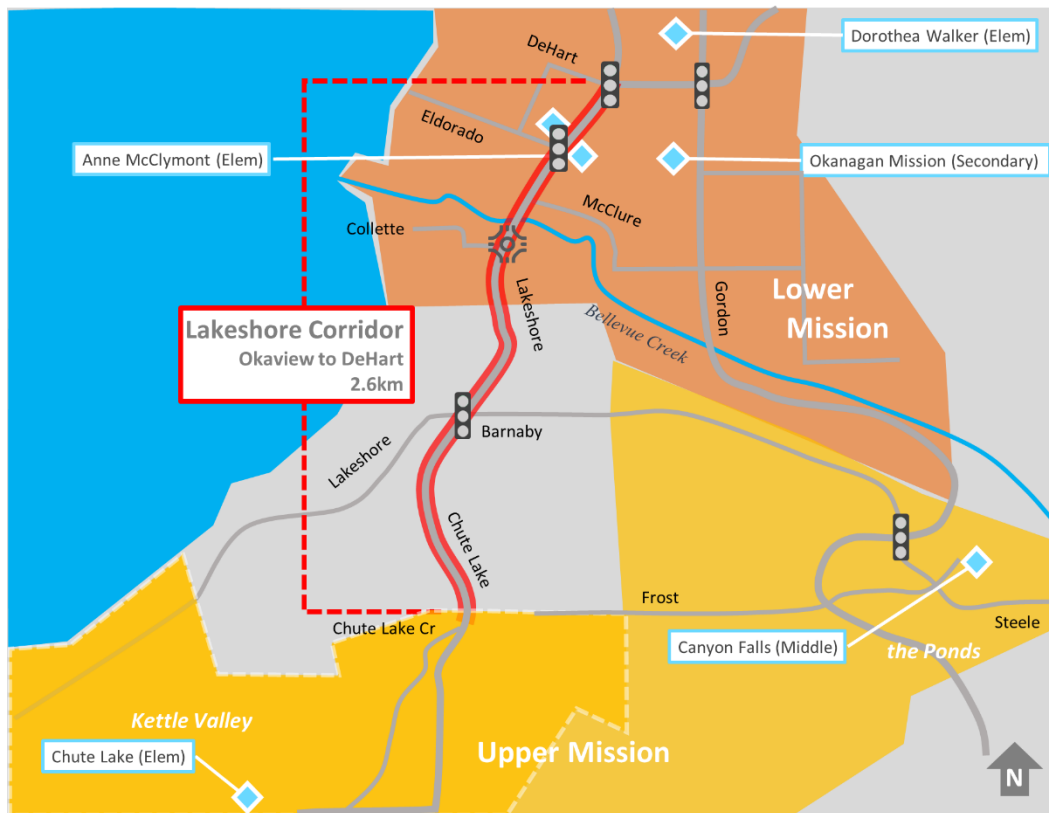 Dorothea Walker (Elem)
DeHart
Eldorado
Anne McClymont (Elem)
Okanagan Mission (Secondary)
McClure
Collette
Lakeshore
Gordon
Lower
Mission
Bellevue Creek
Lakeshore Corridor
Okaview to DeHart
2.6km
Barnaby
Lakeshore
Chute Lake
Frost
Steele
Chute Lake Cr
Canyon Falls (Middle)
the Ponds
Kettle Valley
Chute Lake (Elem)
Upper Mission
N